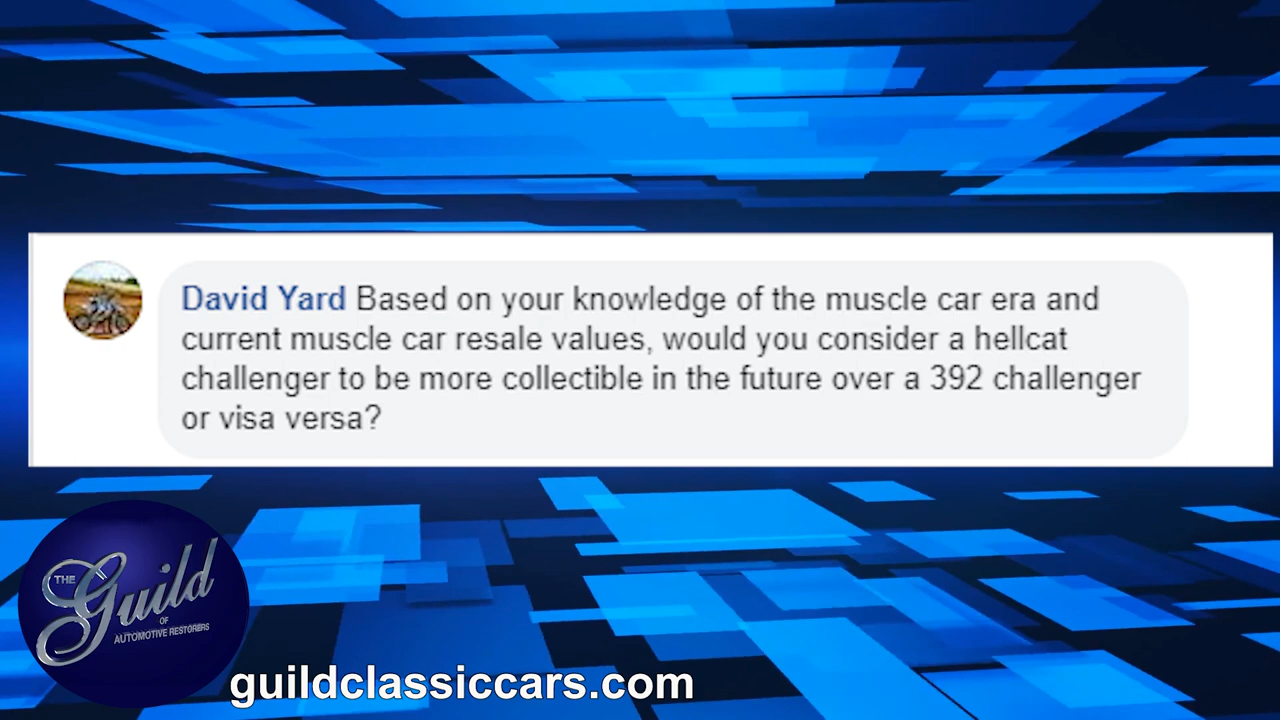 David Yard Based on your knowledge of the muscle car era and
current muscle car resale values, would you consider a hellcat
challenger to be more collectible in the future over a 392 challenger
or visa versa?
THE
Guild
OF
AUTOMOTIVE RESTORERS
guildclassiccars.com